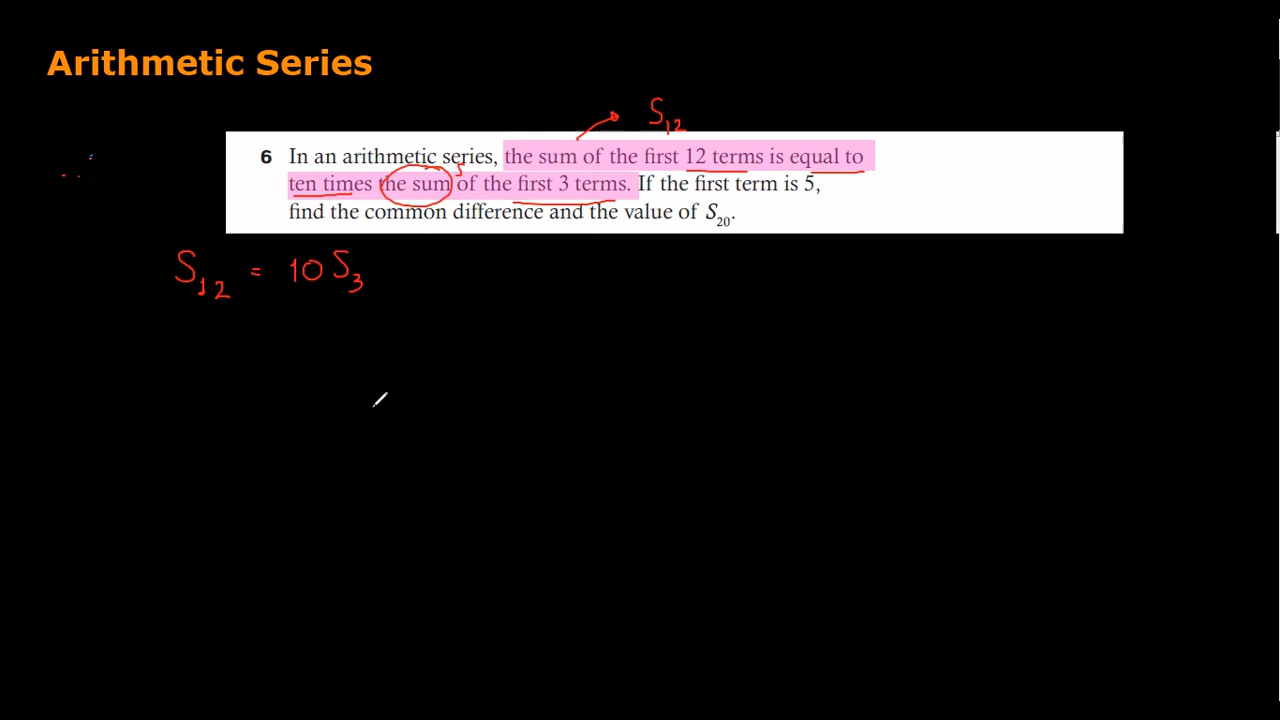 Arithmetic Series
S₁₂
6 In an arithmetic series, the sum of the first 12 terms is equal to
ten times the sum of the first 3 terms. If the first term is 5,
find the common difference and the value of S₂₀.
S
S₁₂ = 10 S₃